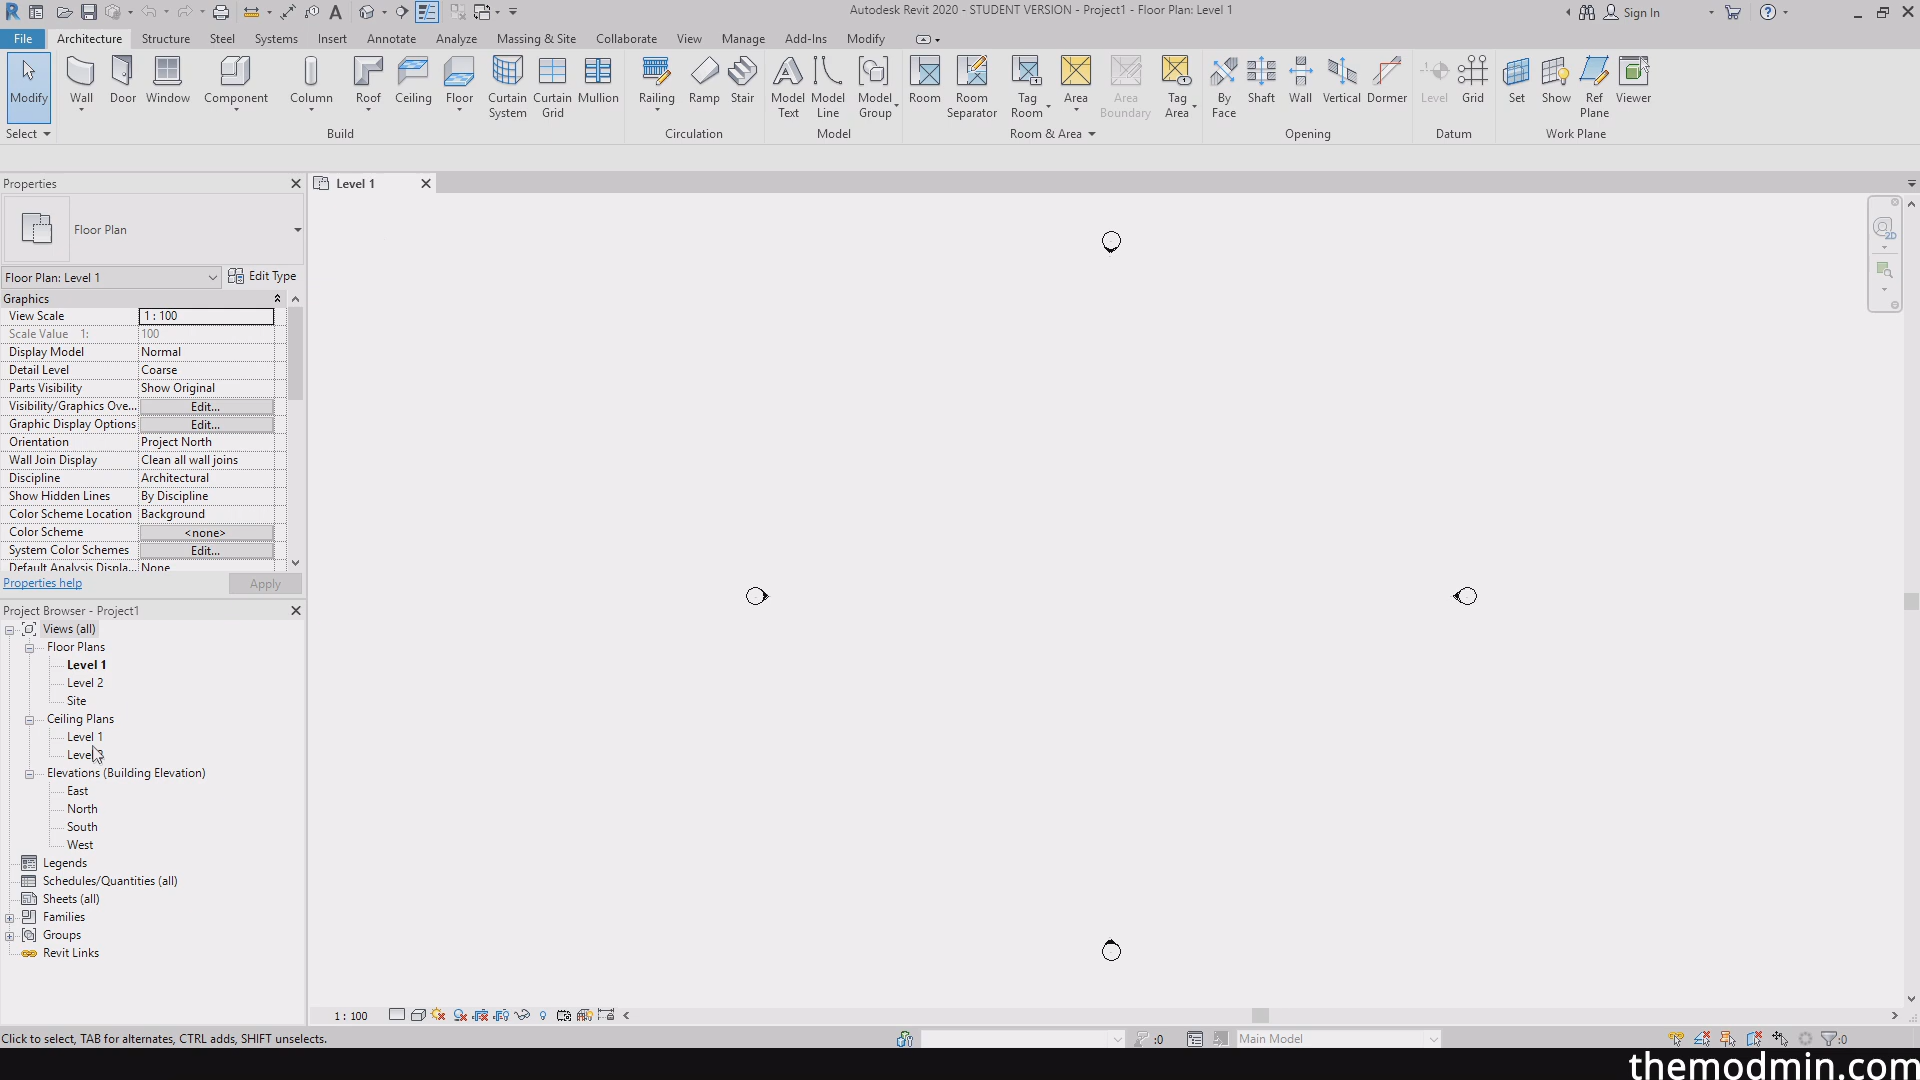 Autodesk Revit 2020 - STUDENT VERSION - Project1 - Floor Plan: Level 1
Sign In
File Architecture Structure Steel Systems Insert Annotate Analyze Massing & Site Collaborate View Manage Add-Ins Modify
Modify Wall Door Window Component Column Roof Ceiling Floor Curtain System Curtain Grid Mullion Railing Ramp Stair Model Text Model Line Model Group Room Room Separator Tag Room Area Area Boundary Tag Area By Face Shaft Wall Vertical Dormer Level Grid Set Show Ref Plane Viewer
Select Build Circulation Model Room & Area Opening Datum Work Plane
Properties
Level 1
Floor Plan
Floor Plan: Level 1 Edit Type
Graphics
View Scale 1 : 100
Scale Value 1: 100
Display Model Normal
Detail Level Coarse
Parts Visibility Show Original
Visibility/Graphics Ove... Edit...
Graphic Display Options Edit...
Orientation Project North
Wall Join Display Clean all wall joins
Discipline Architectural
Show Hidden Lines By Discipline
Color Scheme Location Background
Color Scheme <none>
System Color Schemes Edit...
Default Analysis Displa... None
Properties help Apply
Project Browser - Project1
Views (all)
Floor Plans
Level 1
Level 2
Site
Ceiling Plans
Level 1
Level
Elevations (Building Elevation)
East
North
South
West
Legends
Schedules/Quantities (all)
Sheets (all)
Families
Groups
Revit Links
1 : 100
Click to select, TAB for alternates, CTRL adds, SHIFT unselects.
:0
Main Model
:0
themodmin.com